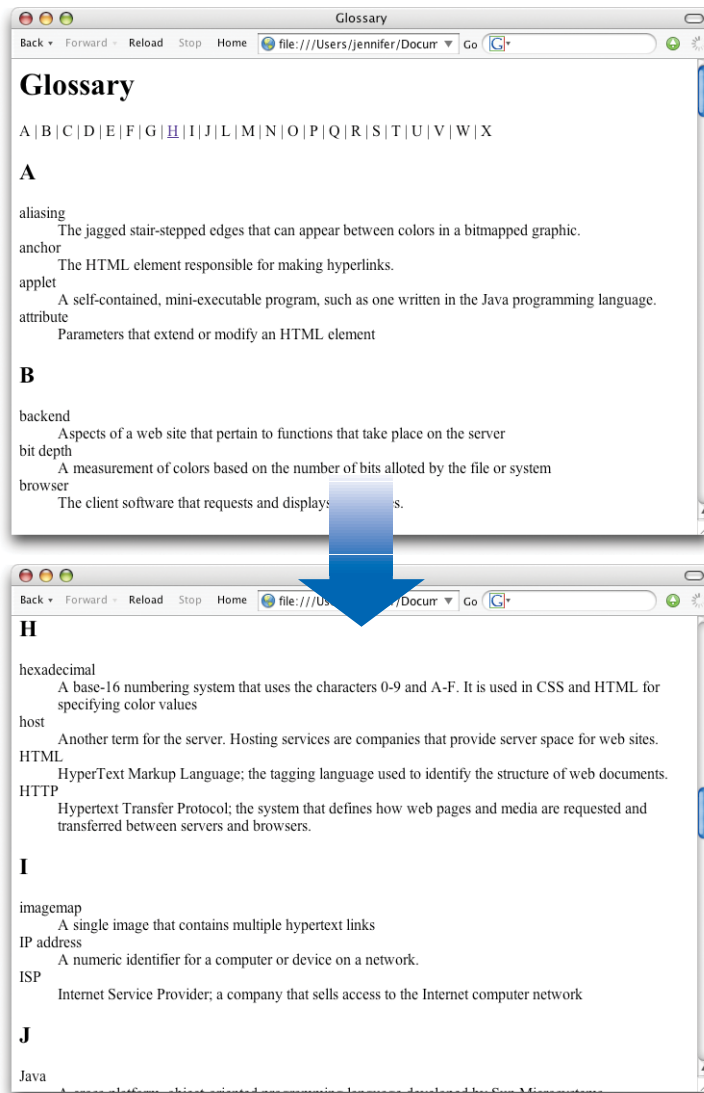 Glossary
Back Forward Reload Stop Home file:///Users/jennifer/Docum Go G
Glossary
A | B | C | D | E | F | G | H | I | J | L | M | N | O | P | Q | R | S | T | U | V | W | X
A
aliasing
The jagged stair-stepped edges that can appear between colors in a bitmapped graphic.
anchor
The HTML element responsible for making hyperlinks.
applet
A self-contained, mini-executable program, such as one written in the Java programming language.
attribute
Parameters that extend or modify an HTML element
B
backend
Aspects of a web site that pertain to functions that take place on the server
bit depth
A measurement of colors based on the number of bits alloted by the file or system
browser
The client software that requests and displays
Back Forward Reload Stop Home file:///Us /Docum Go G
H
hexadecimal
A base-16 numbering system that uses the characters 0-9 and A-F. It is used in CSS and HTML for
specifying color values
host
Another term for the server. Hosting services are companies that provide server space for web sites.
HTML
HyperText Markup Language; the tagging language used to identify the structure of web documents.
HTTP
Hypertext Transfer Protocol; the system that defines how web pages and media are requested and
transferred between servers and browsers.
I
imagemap
A single image that contains multiple hypertext links
IP address
A numeric identifier for a computer or device on a network.
ISP
Internet Service Provider; a company that sells access to the Internet computer network
J
Java